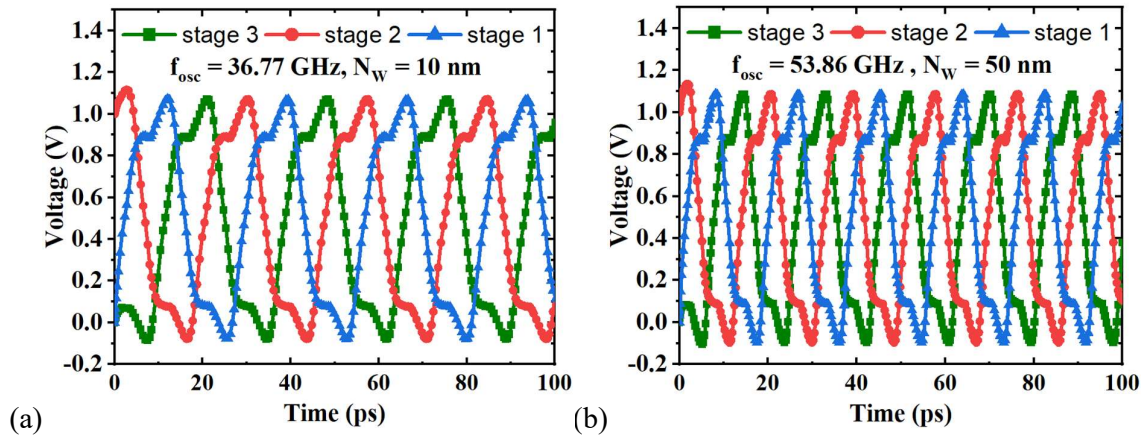 stage 3 stage 2 stage 1
f_osc = 36.77 GHz, N_W = 10 nm
1.4
1.2
1.0
0.8
0.6
0.4
0.2
0.0
-0.2
Voltage (V)
0 20 40 60 80 100
Time (ps)
(a)
stage 3 stage 2 stage 1
f_osc = 53.86 GHz , N_W = 50 nm
1.4
1.2
1.0
0.8
0.6
0.4
0.2
0.0
-0.2
Voltage (V)
0 20 40 60 80 100
Time (ps)
(b)